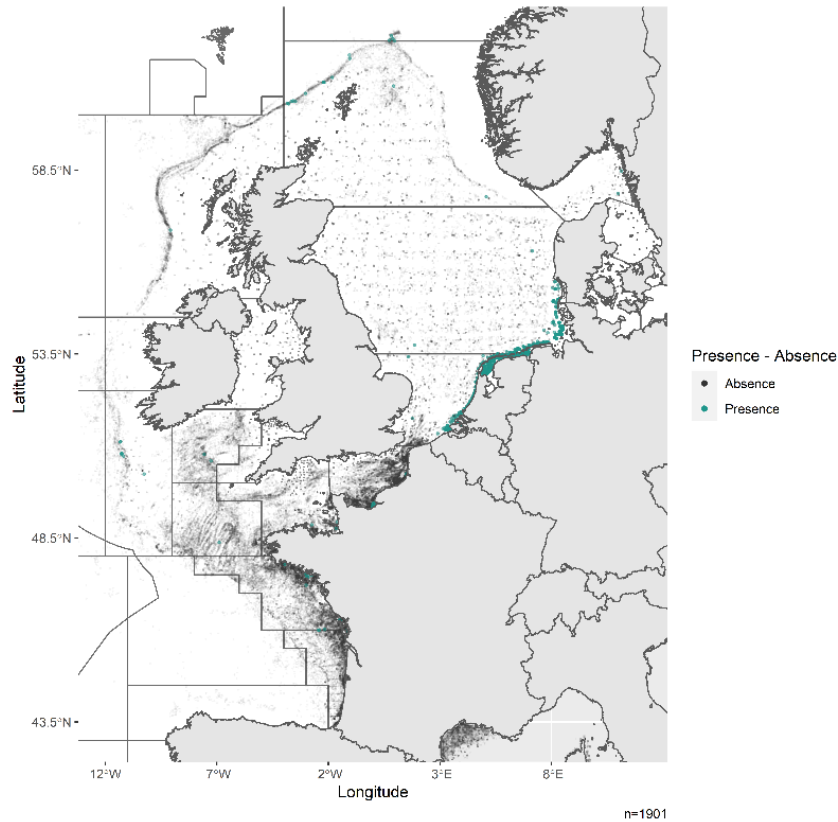 58.5°N
53.5°N
48.5°N
43.5°N
Latitude
12°W
7°W
2°W
3°E
8°E
Longitude
Presence - Absence
Absence
Presence
n=1901